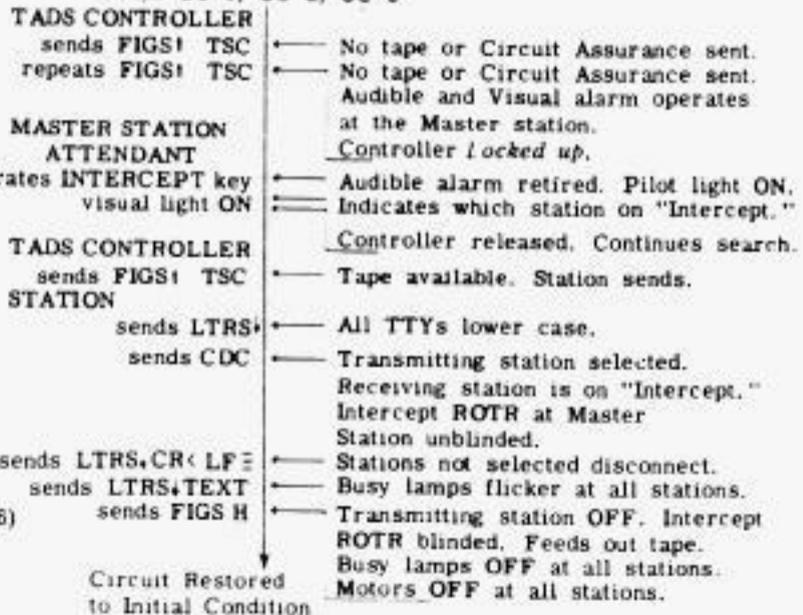 TADS CONTROLLER
sends FIGS↑ TSC No tape or Circuit Assurance sent.
repeats FIGS↑ TSC No tape or Circuit Assurance sent.
Audible and Visual alarm operates
at the Master station.
Controller Locked up.
MASTER STATION
ATTENDANT
rates INTERCEPT key Audible alarm retired. Pilot light ON.
visual light ON Indicates which station on "Intercept."
Controller released. Continues search.
TADS CONTROLLER
sends FIGS↑ TSC Tape available. Station sends.
STATION
sends LTRS↓ All TTYs lower case.
sends CDC Transmitting station selected.
Receiving station is on "Intercept."
Intercept ROTR at Master
Station unblinded.
sends LTRS↓CR< LF≡ Stations not selected disconnect.
sends LTRS↓TEXT Busy lamps flicker at all stations.
6) sends FIGS H Transmitting station OFF. Intercept
ROTR blinded. Feeds out tape.
Busy lamps OFF at all stations.
Motors OFF at all stations.
Circuit Restored
to Initial Condition